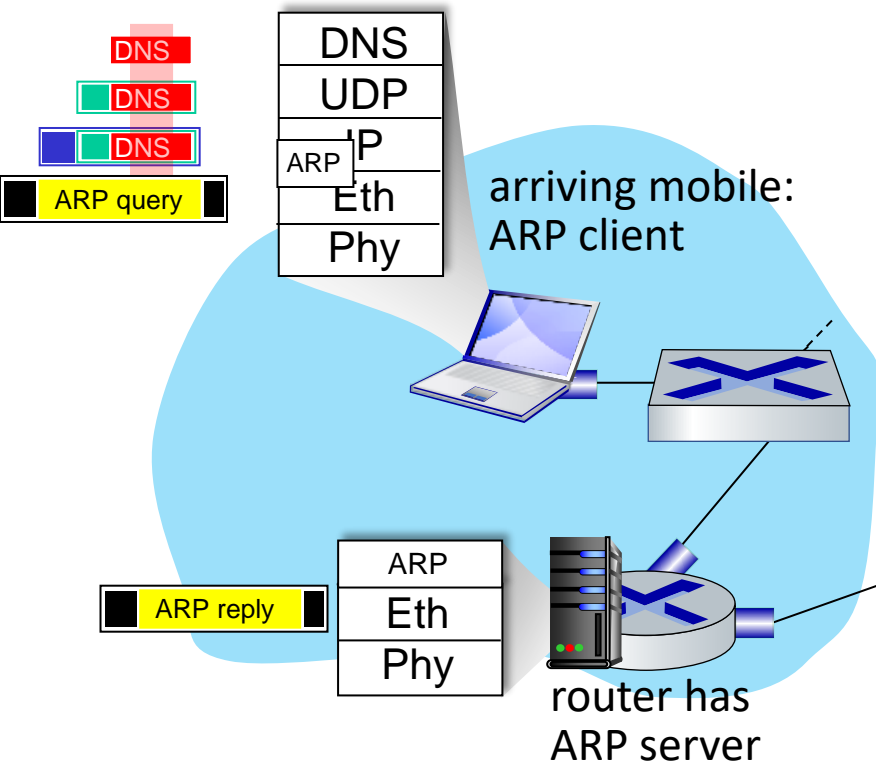 DNS
DNS
DNS
ARP query
DNS
UDP
IP
ARP
Eth
Phy
arriving mobile:
ARP client
ARP reply
ARP
Eth
Phy
router has
ARP server